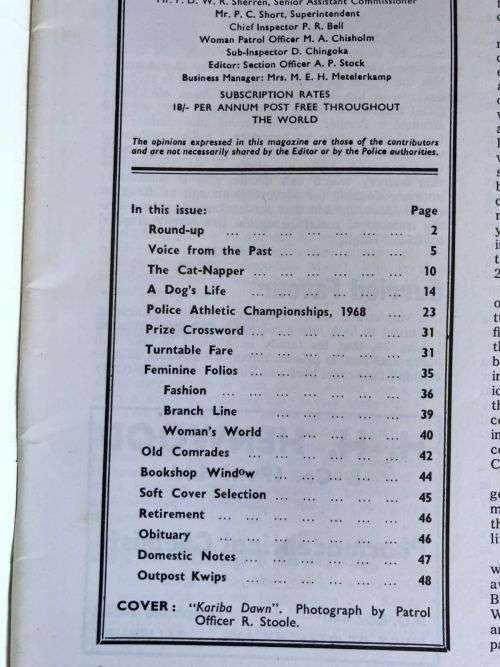 Mr. F. D. W. R. Sherren, Senior Assistant Commissioner
Mr. P. C. Short, Superintendent
Chief Inspector P. R. Bell
Woman Patrol Officer M. A. Chisholm
Sub-Inspector D. Chingoka
Editor: Section Officer A. P. Stock
Business Manager: Mrs. M. E. H. Metelerkamp
SUBSCRIPTION RATES
18/- PER ANNUM POST FREE THROUGHOUT
THE WORLD
The opinions expressed in this magazine are those of the contributors
and are not necessarily shared by the Editor or by the Police authorities.
In this issue: Page
Round-up ... ... ... ... ... ... ... 2
Voice from the Past ... ... ... ... ... 5
The Cat-Napper ... ... ... ... ... 10
A Dog's Life ... ... ... ... ... ... 14
Police Athletic Championships, 1968 ... 23
Prize Crossword ... ... ... ... ... 31
Turntable Fare ... ... ... ... ... 31
Feminine Folios ... ... ... ... ... 35
Fashion ... ... ... ... ... ... 36
Branch Line ... ... ... ... ... 39
Woman's World ... ... ... ... 40
Old Comrades ... ... ... ... ... 42
Bookshop Window ... ... ... ... 44
Soft Cover Selection ... ... ... ... 45
Retirement ... ... ... ... ... ... 46
Obituary ... ... ... ... ... ... 46
Domestic Notes ... ... ... ... ... 47
Outpost Kwips ... ... ... ... ... 48
COVER: "Kariba Dawn". Photograph by Patrol
Officer R. Stoole.